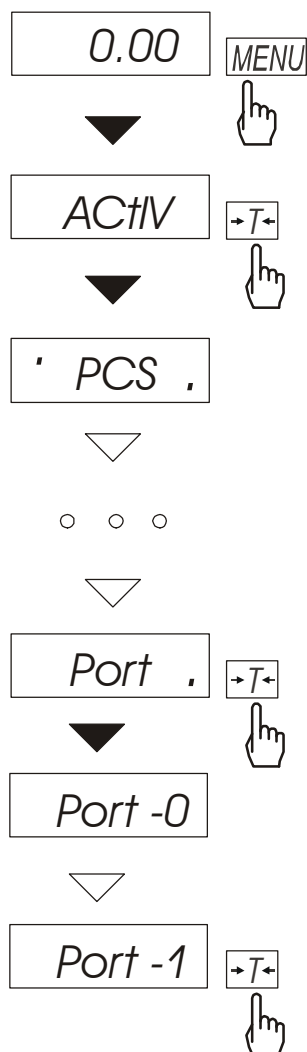 0.00 MENU
ACtIV →T←
' PCS .
Port . →T←
Port -0
Port -1 →T←